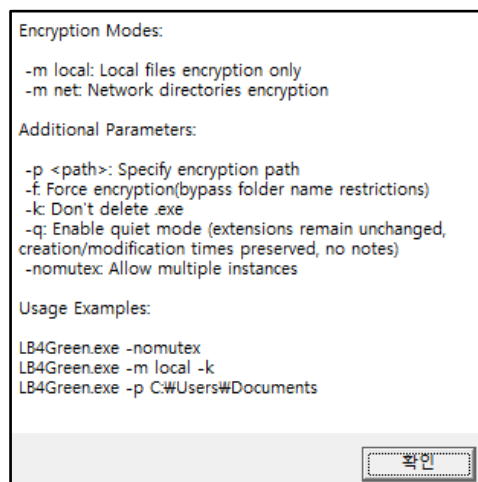 Encryption Modes:
-m local: Local files encryption only
-m net: Network directories encryption
Additional Parameters:
-p <path>: Specify encryption path
-f: Force encryption(bypass folder name restrictions)
-k: Don't delete .exe
-q: Enable quiet mode (extensions remain unchanged,
creation/modification times preserved, no notes)
-nomutex: Allow multiple instances
Usage Examples:
LB4Green.exe -nomutex
LB4Green.exe -m local -k
LB4Green.exe -p C:₩Users₩Documents
확인